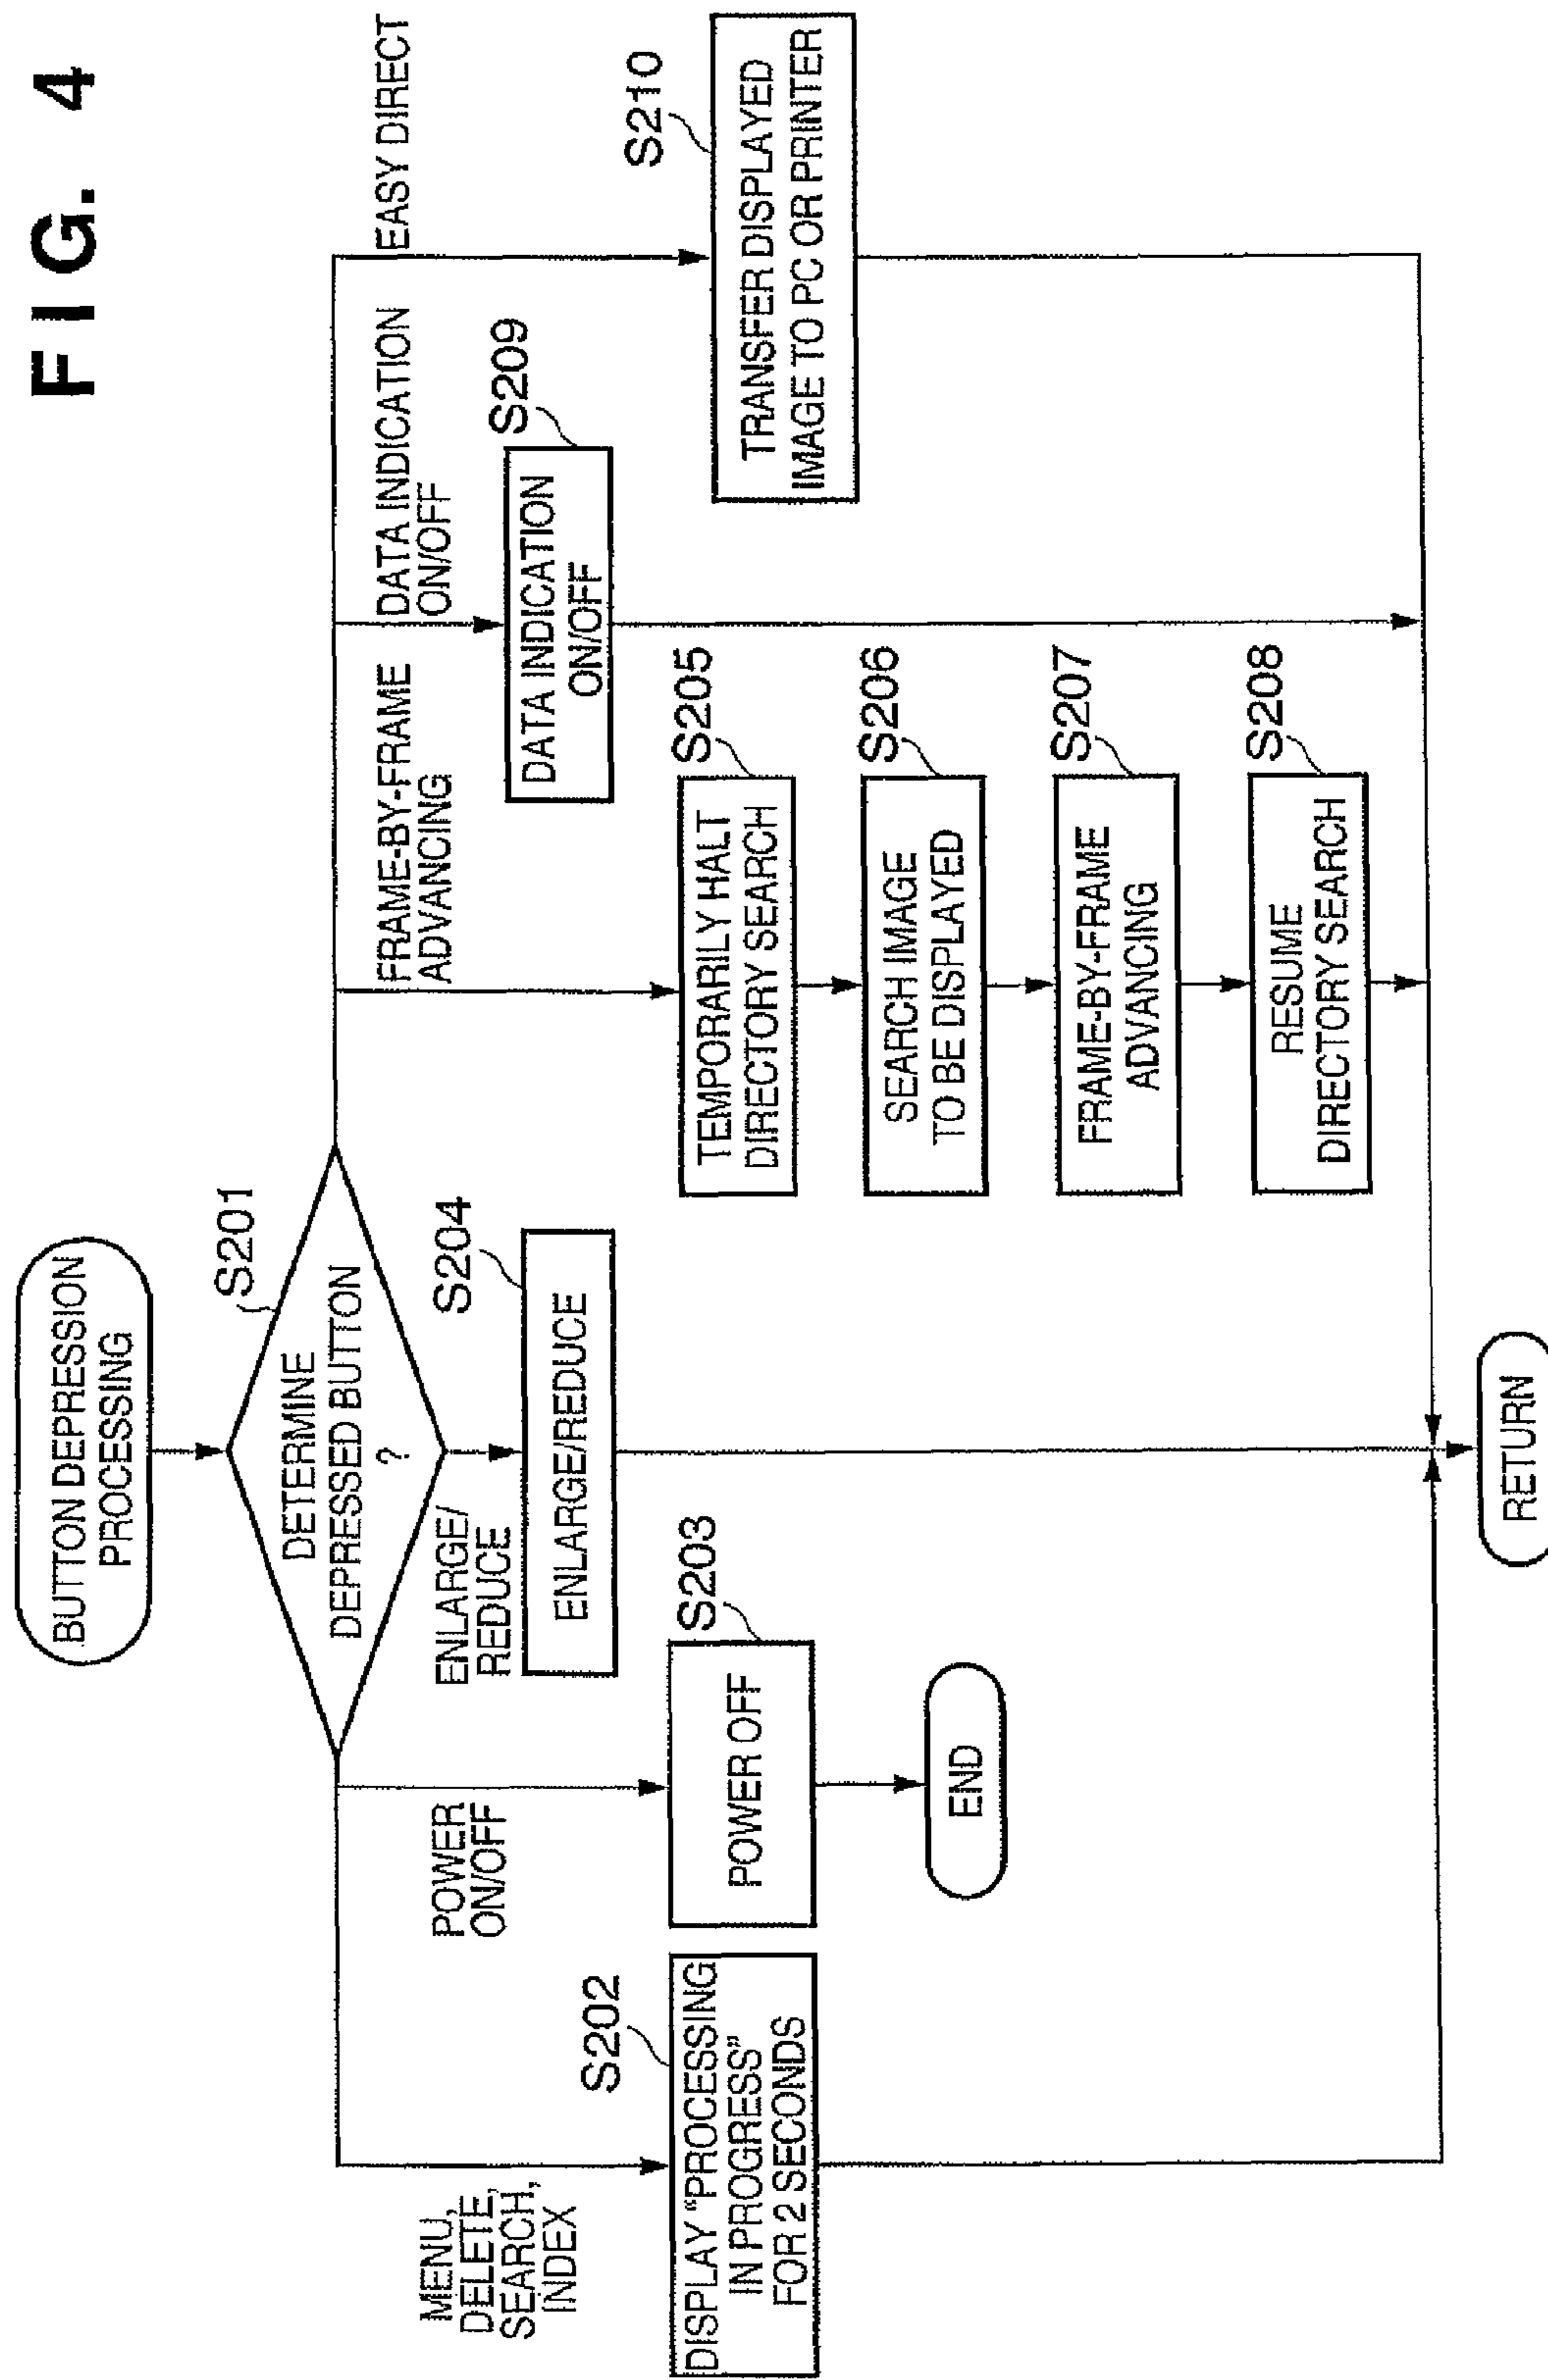 FIG. 4
BUTTON DEPRESSION
PROCESSING
S201
DETERMINE
DEPRESSED BUTTON
?
MENU,
DELETE,
SEARCH,
INDEX
S202
DISPLAY "PROCESSING
IN PROGRESS"
FOR 2 SECONDS
POWER
ON/OFF
S203
POWER OFF
END
ENLARGE/
REDUCE
S204
ENLARGE/REDUCE
FRAME-BY-FRAME
ADVANCING
S205
TEMPORARILY HALT
DIRECTORY SEARCH
S206
SEARCH IMAGE
TO BE DISPLAYED
S207
FRAME-BY-FRAME
ADVANCING
S208
RESUME
DIRECTORY SEARCH
DATA INDICATION
ON/OFF
S209
DATA INDICATION
ON/OFF
EASY DIRECT
S210
TRANSFER DISPLAYED
IMAGE TO PC OR PRINTER
RETURN